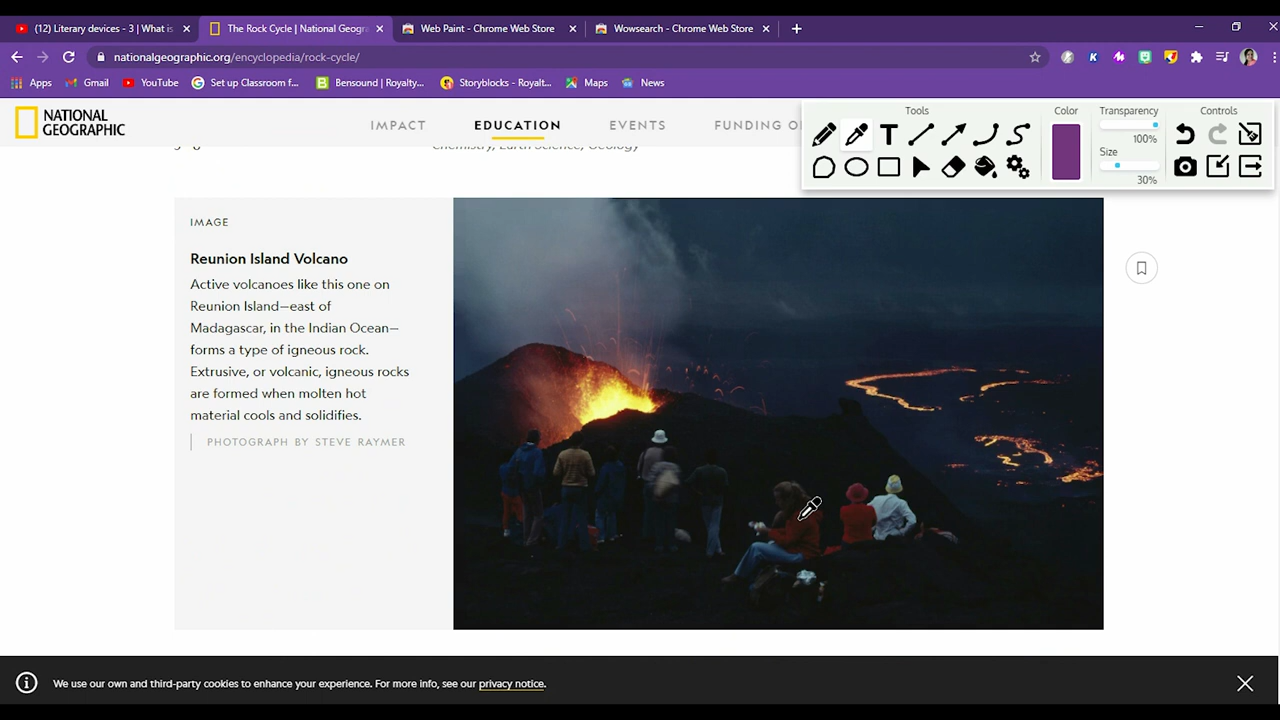 (12) Literary devices - 3 | What is
The Rock Cycle | National Geogra
Web Paint - Chrome Web Store
Wowsearch - Chrome Web Store
nationalgeographic.org/encyclopedia/rock-cycle/
Apps
Gmail
YouTube
Set up Classroom f...
Bensound | Royalty...
Storyblocks - Royalt...
Maps
News
NATIONAL
GEOGRAPHIC
IMPACT
EDUCATION
EVENTS
FUNDING O
Tools
Color
Transparency
100%
Size
30%
Controls
Chemistry, Earth Science, Geology
IMAGE
Reunion Island Volcano
Active volcanoes like this one on
Reunion Island—east of
Madagascar, in the Indian Ocean—
forms a type of igneous rock.
Extrusive, or volcanic, igneous rocks
are formed when molten hot
material cools and solidifies.
PHOTOGRAPH BY STEVE RAYMER
We use our own and third-party cookies to enhance your experience. For more info, see our privacy notice.